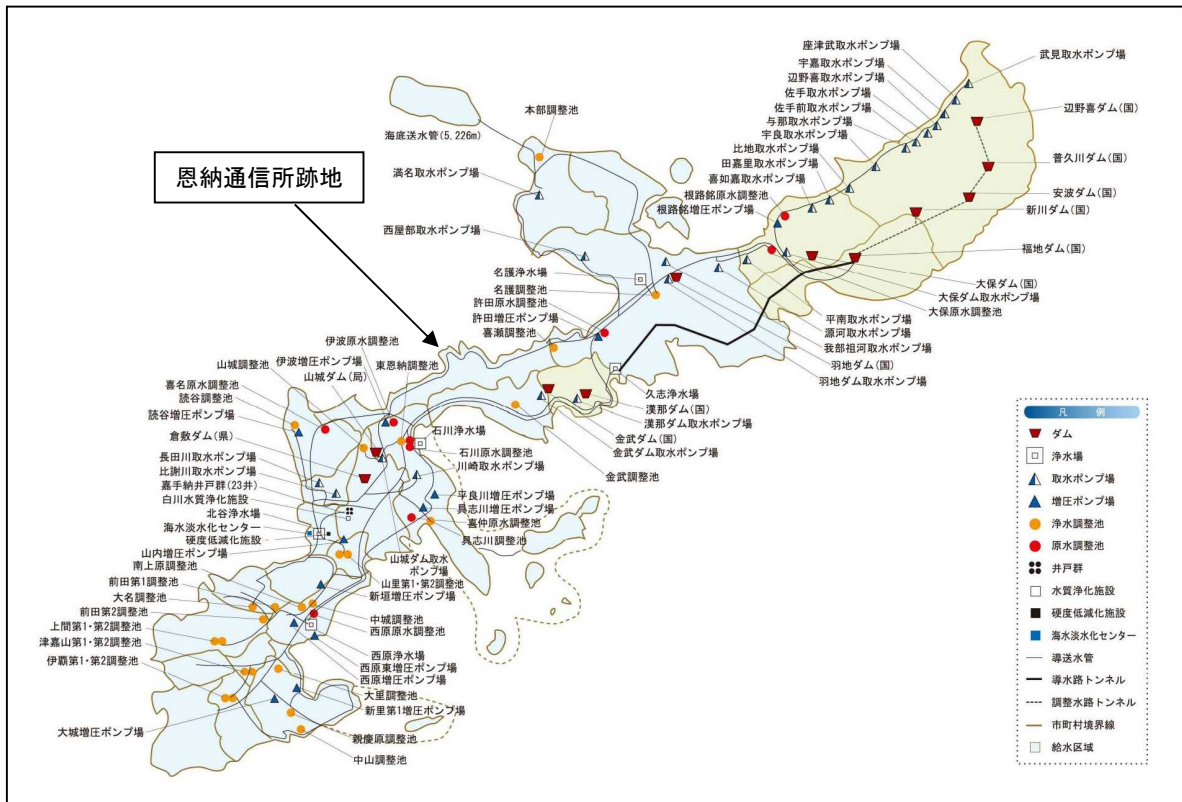 恩納通信所跡地
本部調整池
海底送水管(5,226m)
満名取水ポンプ場
西屋部取水ポンプ場
名護浄水場
名護調整池
許田原水調整池
許田増圧ポンプ場
喜瀬調整池
座津武取水ポンプ場
宇嘉取水ポンプ場
辺野喜取水ポンプ場
佐手取水ポンプ場
佐手前取水ポンプ場
与那取水ポンプ場
宇良取水ポンプ場
比地取水ポンプ場
田嘉里取水ポンプ場
喜如嘉取水ポンプ場
根路銘原水調整池
根路銘増圧ポンプ場
武見取水ポンプ場
辺野喜ダム(国)
普久川ダム(国)
安波ダム(国)
新川ダム(国)
福地ダム(国)
大保ダム(国)
大保ダム取水ポンプ場
大保原水調整池
平南取水ポンプ場
源河取水ポンプ場
我部祖河取水ポンプ場
羽地ダム(国)
羽地ダム取水ポンプ場
久志浄水場
漢那ダム(国)
漢那ダム取水ポンプ場
金武ダム(国)
金武ダム取水ポンプ場
金武調整池
伊波原水調整池
伊波増圧ポンプ場
東恩納調整池
山城調整池
山城ダム(局)
喜名原水調整池
読谷調整池
読谷増圧ポンプ場
倉敷ダム(県)
長田川取水ポンプ場
比謝川取水ポンプ場
嘉手納井戸群(23井)
白川水質浄化施設
北谷浄水場
海水淡水化センター
硬度低減化施設
山内増圧ポンプ場
南上原調整池
前田第1調整池
大名調整池
前田第2調整池
上間第1・第2調整池
津嘉山第1・第2調整池
伊覇第1・第2調整池
大城増圧ポンプ場
石川浄水場
石川原水調整池
川崎取水ポンプ場
平良川増圧ポンプ場
具志川増圧ポンプ場
喜仲原水調整池
具志川調整池
山城ダム取水
ポンプ場
山里第1・第2調整池
新垣増圧ポンプ場
中城調整池
西原原水調整池
西原浄水場
西原東増圧ポンプ場
西原増圧ポンプ場
大里調整池
新里第1増圧ポンプ場
親慶原調整池
中山調整池
凡 例
ダム
浄水場
取水ポンプ場
増圧ポンプ場
浄水調整池
原水調整池
井戸群
水質浄化施設
硬度低減化施設
海水淡水化センター
導送水管
導水路トンネル
調整水路トンネル
市町村境界線
給水区域